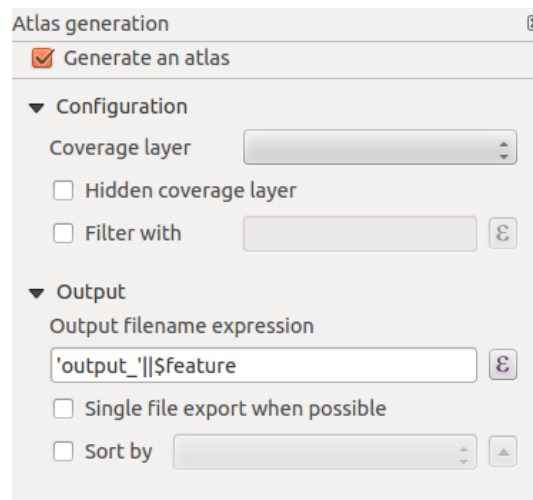 Atlas generation
Generate an atlas
Configuration
Coverage layer
Hidden coverage layer
Filter with
ε
Output
Output filename expression
'output_'||$feature
ε
Single file export when possible
Sort by